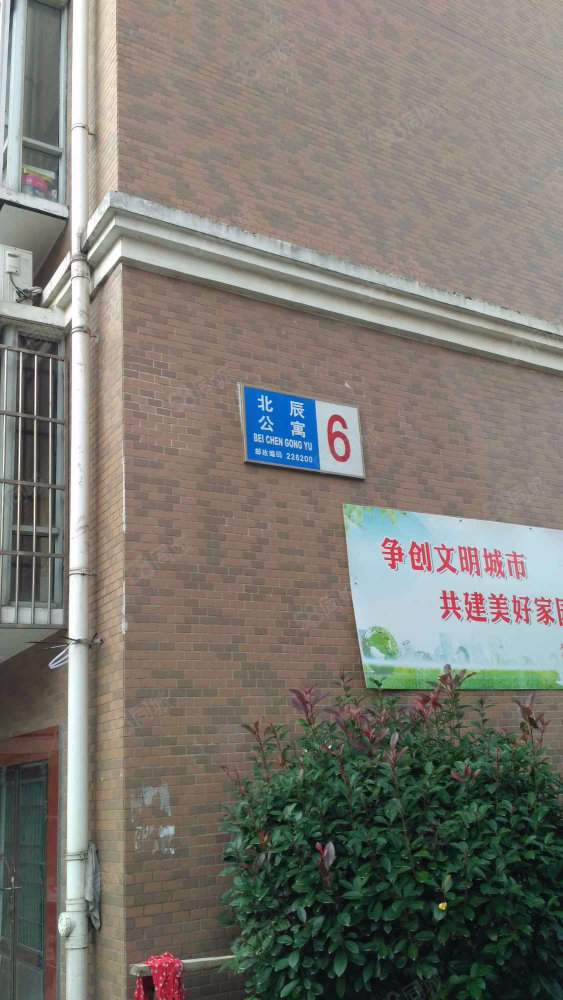 北辰
公寓
BEI CHEN GONG YU
邮政编码 226200
6
争创文明城市
共建美好家园